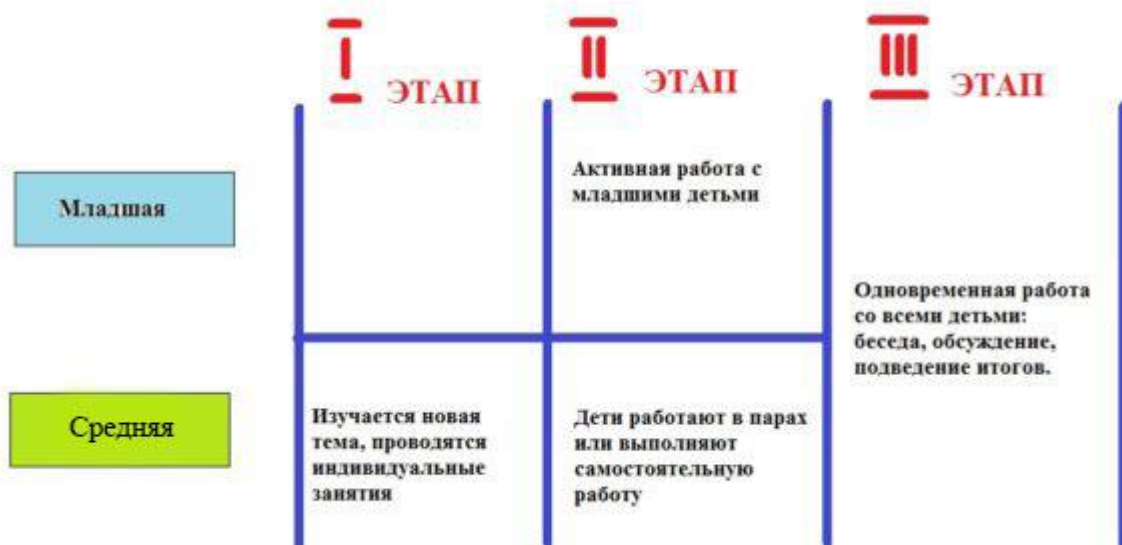 I ЭТАП
II ЭТАП
III ЭТАП
Младшая
Активная работа с
младшими детьми
Одновременная работа
со всеми детьми:
беседа, обсуждение,
подведение итогов.
Средняя
Изучается новая
тема, проводятся
индивидуальные
занятия
Дети работают в парах
или выполняют
самостоятельную
работу